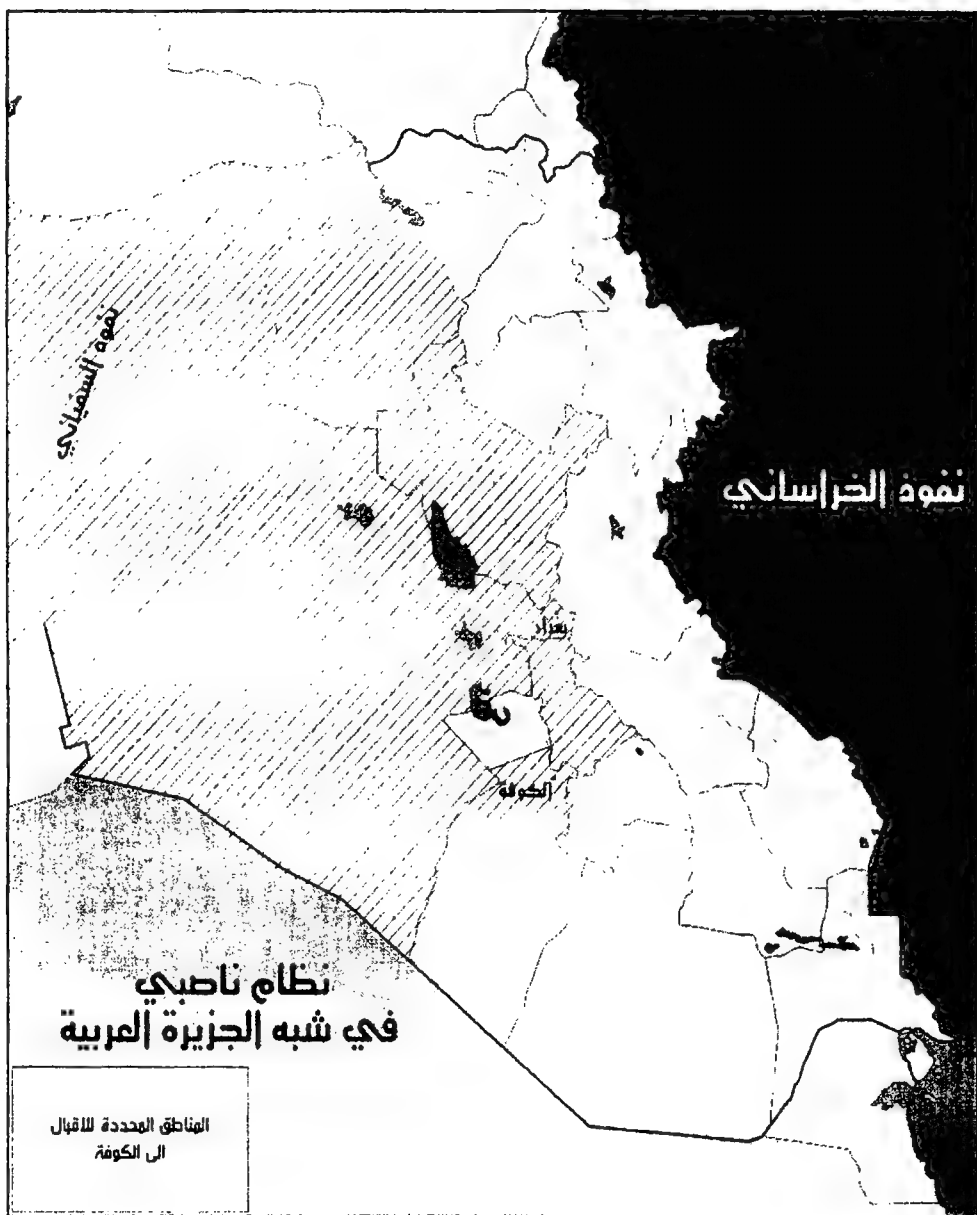 نفوذ السفياني
نفوذ الخراساني
بغداد
الكوفة
نظام ناصبي
في شبه الجزيرة العربية
المناطق المحددة للاقبال
الى الكوفة